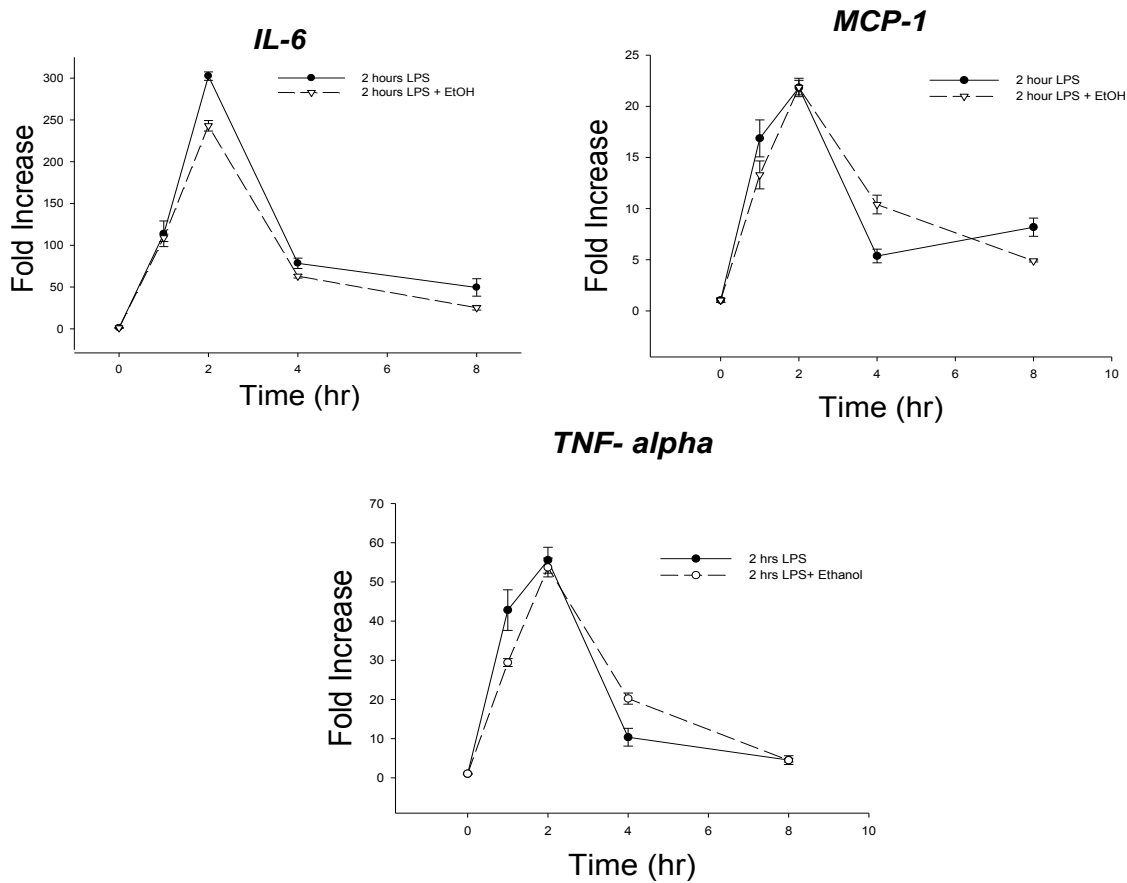 IL-6
2 hours LPS
2 hours LPS + EtOH
300
250
200
150
100
50
0
Fold Increase
0 2 4 6 8
Time (hr)
MCP-1
2 hour LPS
2 hour LPS + EtOH
25
20
15
10
5
0
Fold Increase
0 2 4 6 8 10
Time (hr)
TNF- alpha
2 hrs LPS
2 hrs LPS+ Ethanol
70
60
50
40
30
20
10
0
Fold Increase
0 2 4 6 8 10
Time (hr)